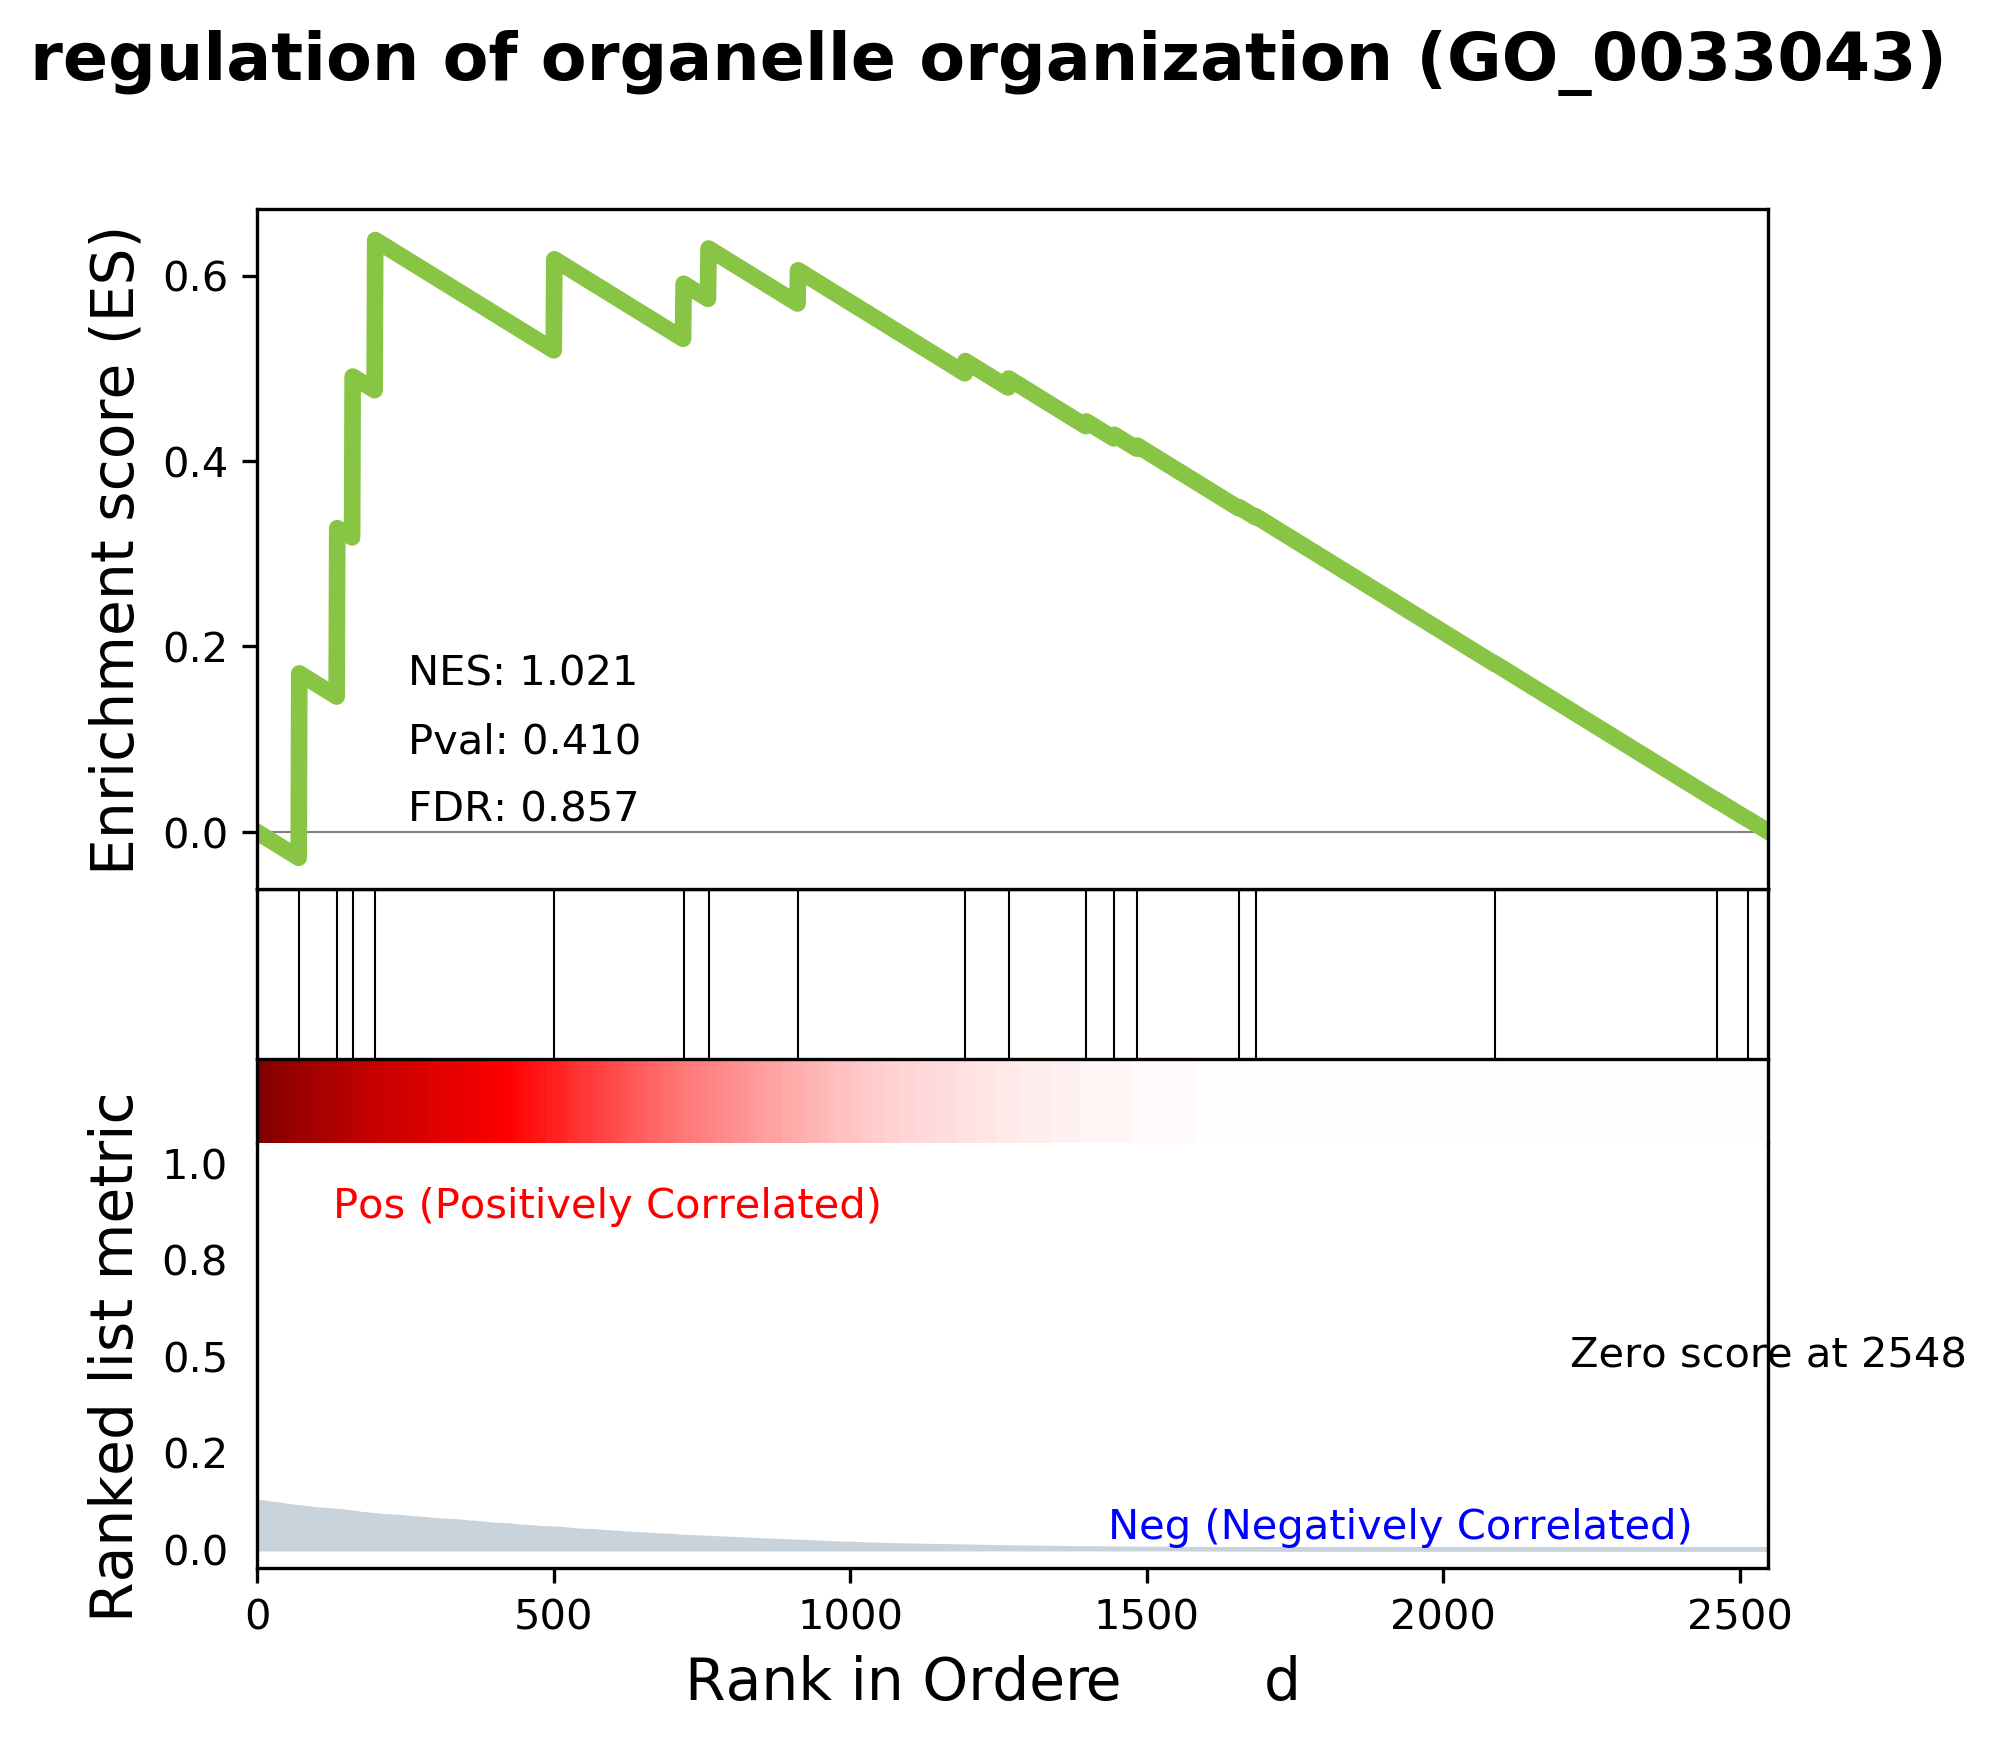 regulation of organelle organization (GO_0033043)
Enrichment score (ES)
0.6
0.4
0.2
0.0
NES: 1.021
Pval: 0.410
FDR: 0.857
Ranked list metric
1.0
0.8
0.5
0.2
0.0
Pos (Positively Correlated)
Zero score at 2548
Neg (Negatively Correlated)
0 500 1000 1500 2000 2500
Rank in Ordere d